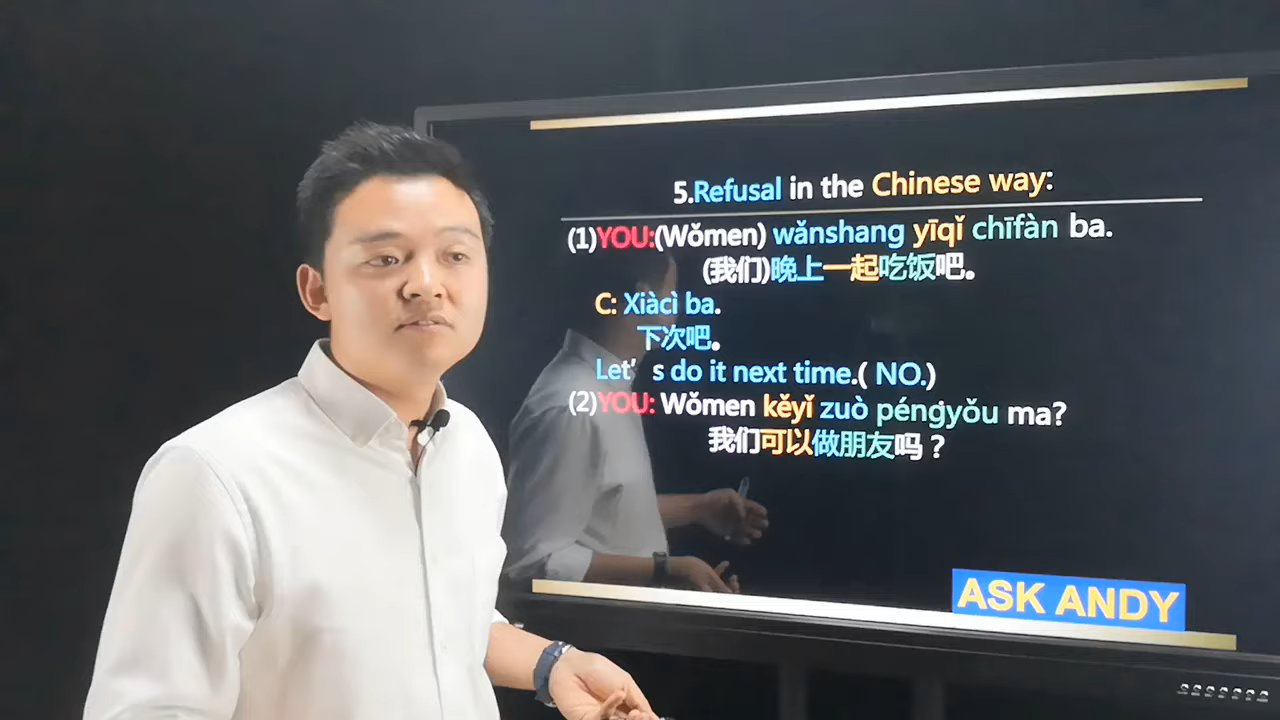 5.Refusal in the Chinese way:
(1)YOU:(Wǒmen) wǎnshang yīqǐ chīfàn ba.
(我们)晚上一起吃饭吧。
C: Xiàcì ba.
下次吧。
Let's do it next time.( NO.)
(2)YOU: Wǒmen kěyǐ zuò péngyǒu ma?
我们可以做朋友吗？
ASK ANDY